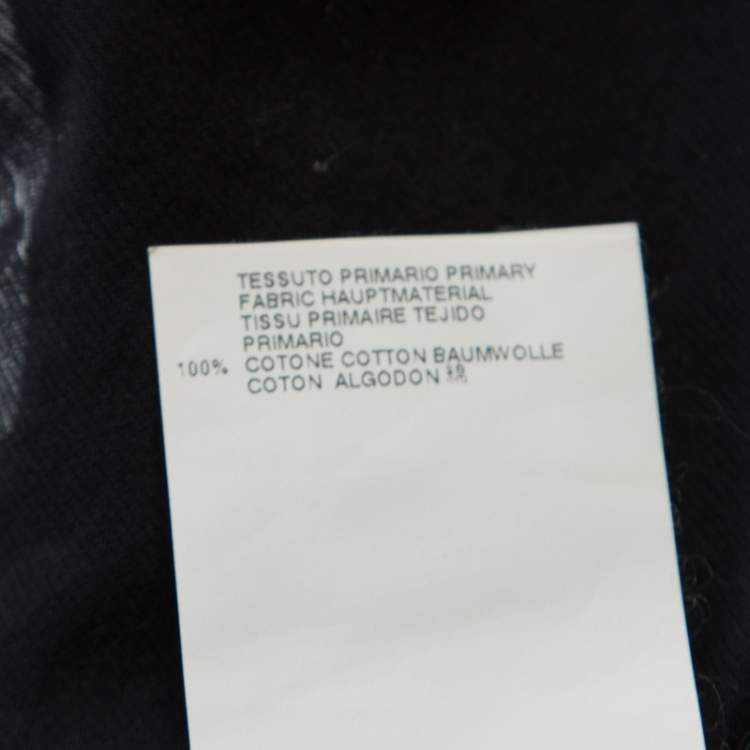 TESSUTO PRIMARIO PRIMARY
FABRIC HAUPTMATERIAL
TISSU PRIMAIRE TEJIDO
PRIMARIO
100% COTONE COTTON BAUMWOLLE
COTON ALGODON